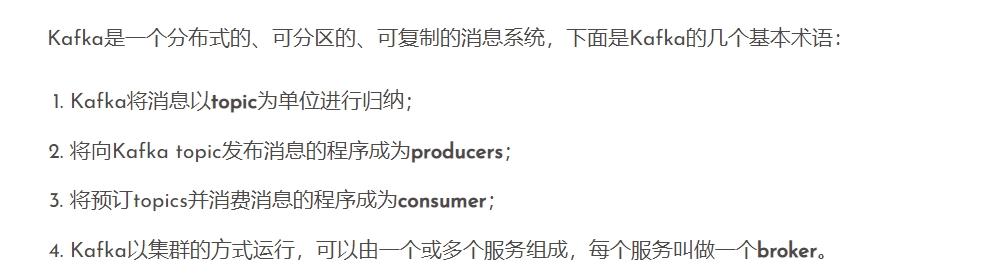 Kafka是一个分布式的、可分区的、可复制的消息系统，下面是Kafka的几个基本术语：
1. Kafka将消息以topic为单位进行归纳；
2. 将向Kafka topic发布消息的程序成为producers；
3. 将预订topics并消费消息的程序成为consumer；
4. Kafka以集群的方式运行，可以由一个或多个服务组成，每个服务叫做一个broker。